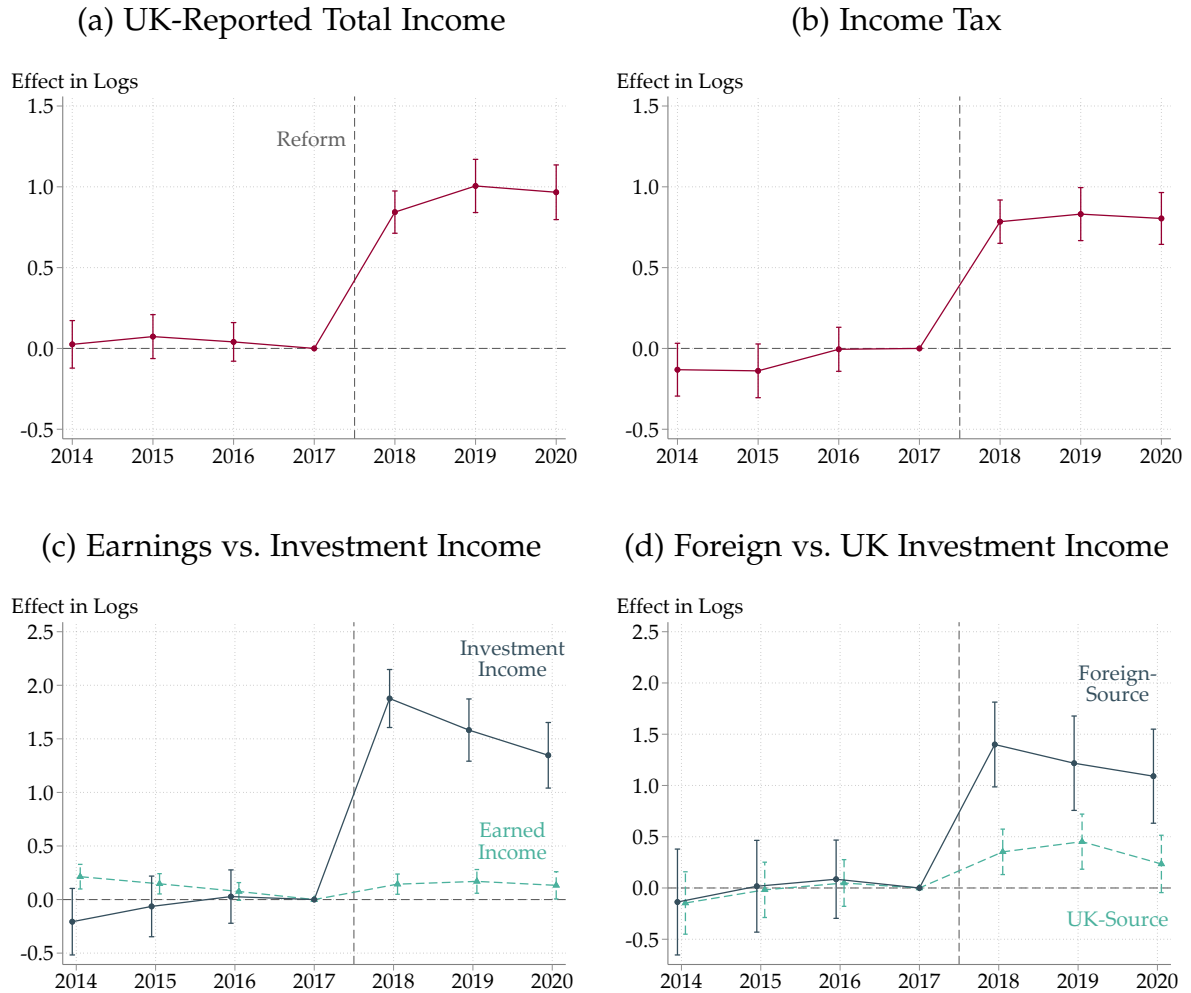 (a) UK-Reported Total Income
Effect in Logs
1.5
1.0
0.5
0.0
-0.5
Reform
2014 2015 2016 2017 2018 2019 2020
(b) Income Tax
Effect in Logs
1.5
1.0
0.5
0.0
-0.5
2014 2015 2016 2017 2018 2019 2020
(c) Earnings vs. Investment Income
Effect in Logs
2.5
2.0
1.5
1.0
0.5
0.0
-0.5
Investment
Income
Earned
Income
2014 2015 2016 2017 2018 2019 2020
(d) Foreign vs. UK Investment Income
Effect in Logs
2.5
2.0
1.5
1.0
0.5
0.0
-0.5
Foreign-
Source
UK-Source
2014 2015 2016 2017 2018 2019 2020